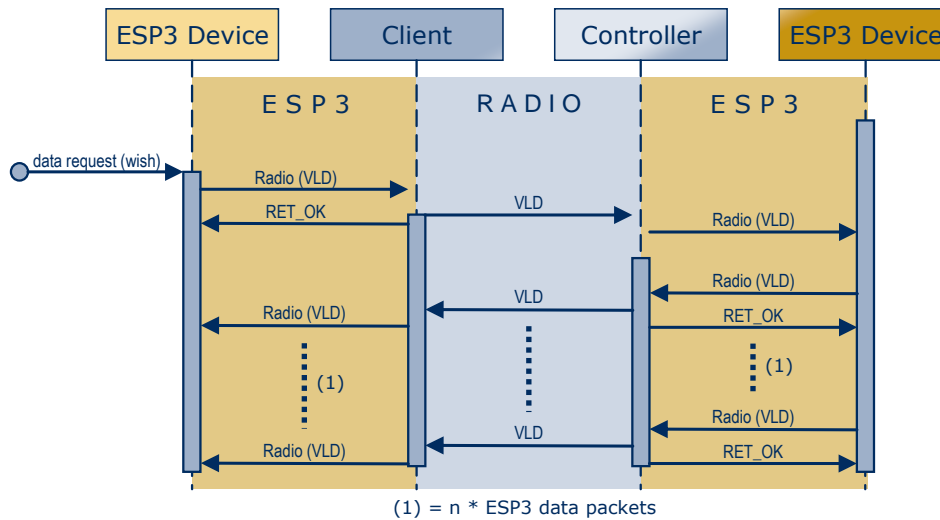 ESP3 Device
Client
Controller
ESP3 Device
ESP3
RADIO
ESP3
data request (wish)
Radio (VLD)
RET_OK
VLD
Radio (VLD)
Radio (VLD)
VLD
Radio (VLD)
RET_OK
(1)
(1)
Radio (VLD)
VLD
Radio (VLD)
RET_OK
(1) = n * ESP3 data packets